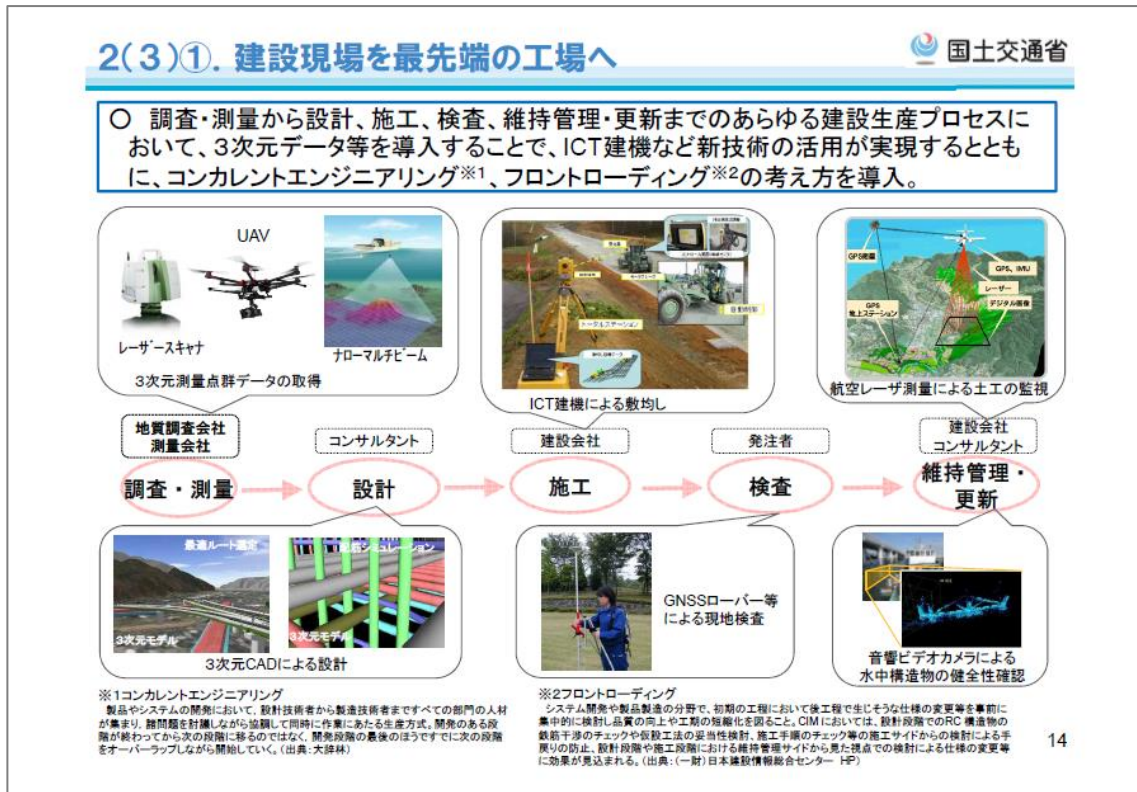 2(3)①. 建設現場を最先端の工場へ
国土交通省
○ 調査・測量から設計、施工、検査、維持管理・更新までのあらゆる建設生産プロセスに
おいて、3次元データ等を導入することで、ICT建機など新技術の活用が実現するととも
に、コンカレントエンジニアリング※1、フロントローディング※2の考え方を導入。
UAV
レーザースキャナ
ナローマルチビーム
3次元測量点群データの取得
トータルステーション
ICT建機による敷均し
GPS測量
GPS、IMU
レーザー
デジタル画像
GPS
地上ステーション
航空レーザ測量による土工の監視
地質調査会社
測量会社
コンサルタント
建設会社
発注者
建設会社
コンサルタント
調査・測量
設計
施工
検査
維持管理・
更新
最適ルート選定
3次元モデル
配筋シミュレーション
3次元モデル
3次元CADによる設計
GNSSローバー等
による現地検査
音響ビデオカメラによる
水中構造物の健全性確認
※1コンカレントエンジニアリング
製品やシステムの開発において、設計技術者から製造技術者まですべての部門の人材
が集まり、諸問題を討議しながら協調して同時に作業にあたる生産方式。開発のある段
階が終わってから次の段階に移るのではなく、開発段階の最後のほうですでに次の段階
をオーバーラップしながら開始していく。(出典:大辞林)
※2フロントローディング
システム開発や製品製造の分野で、初期の工程において後工程で生じそうな仕様の変更等を事前に
集中的に検討し品質の向上や工期の短縮化を図ること。CIMにおいては、設計段階でのRC 構造物の
鉄筋干渉のチェックや仮設工法の妥当性検討、施工手順のチェック等の施工サイドからの検討による手
戻りの防止、設計段階や施工段階における維持管理サイドから見た視点での検討による仕様の変更等
に効果が見込まれる。(出典:(一財)日本建設情報総合センター HP)
14